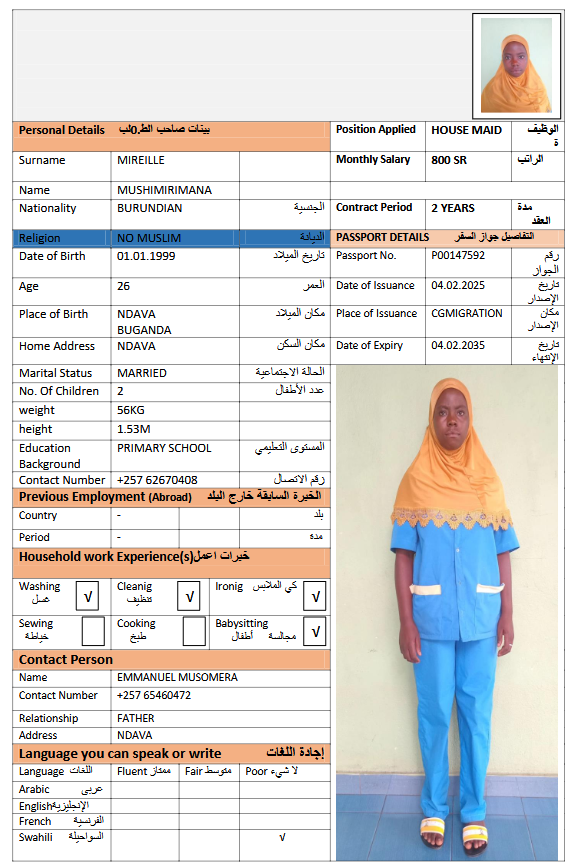 Personal Details بينات صاحب الط.0لب
Position Applied HOUSE MAID الوظيف
ة
Surname MIREILLE
Monthly Salary 800 SR الراتب
Name MUSHIMIRIMANA
Nationality BURUNDIAN الجنسية
Contract Period 2 YEARS مدة
العقد
Religion NO MUSLIM الديانة
PASSPORT DETAILS التفاصيل جواز السفر
Date of Birth 01.01.1999 تاريخ الميلاد
Passport No. P00147592 رقم
الجواز
Age 26 العمر
Date of Issuance 04.02.2025 تاريخ
الإصدار
Place of Birth NDAVA مكان الميلاد
BUGANDA
Place of Issuance CGMIGRATION مكان
الإصدار
Home Address NDAVA مكان السكن
Date of Expiry 04.02.2035 تاريخ
الإنتهاء
Marital Status MARRIED الحالة الاجتماعية
No. Of Children 2 عدد الأطفال
weight 56KG
height 1.53M
Education PRIMARY SCHOOL المستوى التعليمي
Background
Contact Number +257 62670408 رقم الاتصال
Previous Employment (Abroad) الخبرة السابقة خارج البلد
Country - بلد
Period - مدة
Household work Experience(s)خبرات اعمل
Washing √ Cleanig √ Ironig كي الملابس √
غسل تنظيف
Sewing Cooking Babysitting √
خياطة طبخ مجالسة أطفال
Contact Person
Name EMMANUEL MUSOMERA
Contact Number +257 65460472
Relationship FATHER
Address NDAVA
Language you can speak or write إجادة اللغات
Language اللغات Fluent ممتاز Fair متوسط Poor لا شيء
Arabic عربى
Englishالإنجليزية
French الفرنسية
Swahili السواحيلة √